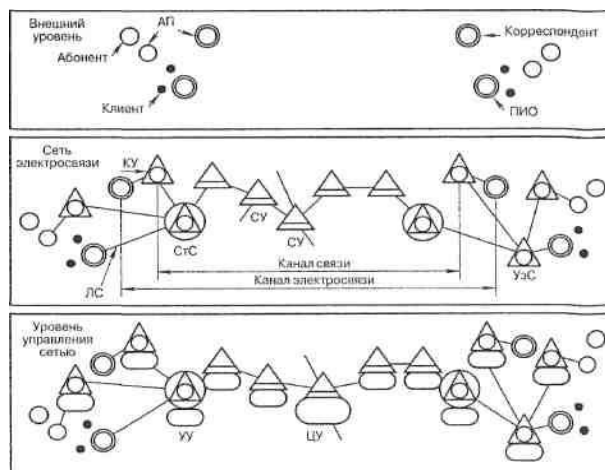 Внешний
уровень
АП
Абонент
Клиент
Корреспондент
ПИО
Сеть
электросвязи
КУ
СУ
СУ
СтС
УзС
ЛС
Канал связи
Канал электросвязи
Уровень
управления
сетью
УУ
ЦУ